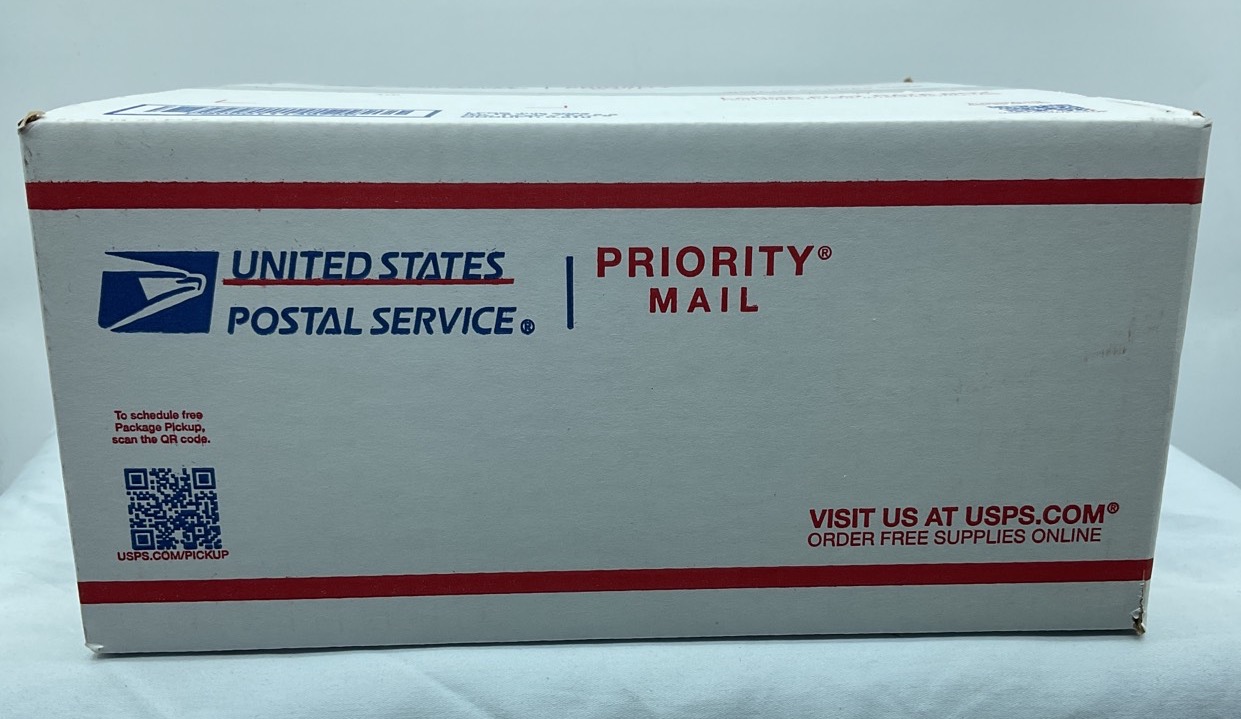 UNITED STATES
POSTAL SERVICE®
PRIORITY®
MAIL
To schedule free
Package Pickup,
scan the QR code.
USPS.COM/PICKUP
VISIT US AT USPS.COM®
ORDER FREE SUPPLIES ONLINE